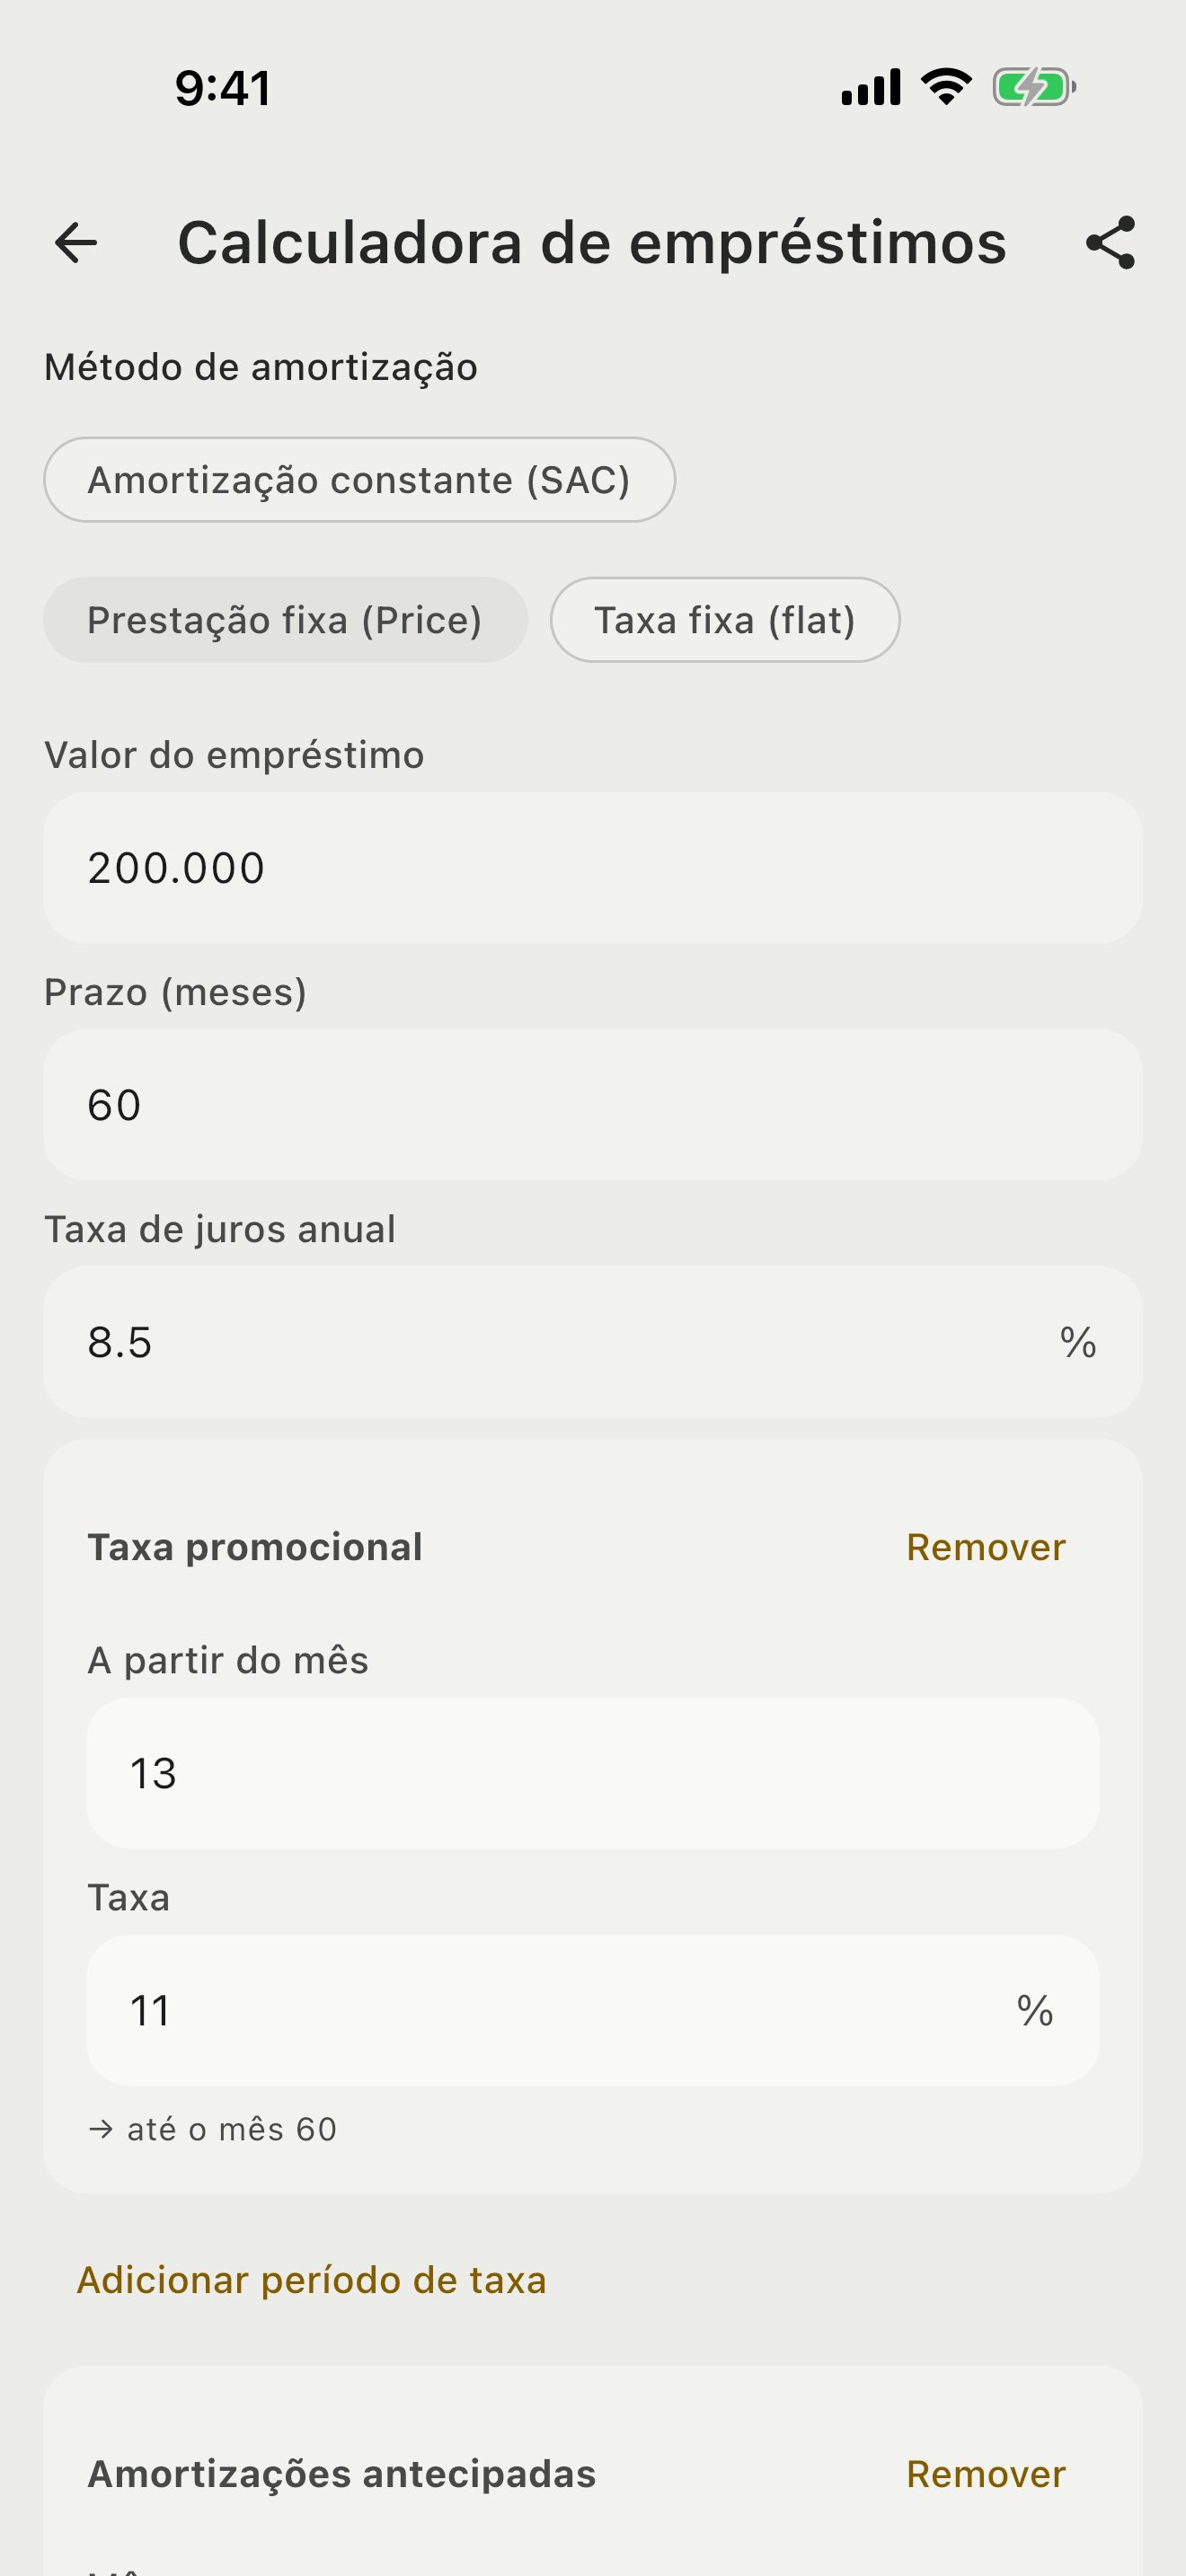 9:41
Calculadora de empréstimos
Método de amortização
Amortização constante (SAC)
Prestação fixa (Price)
Taxa fixa (flat)
Valor do empréstimo
200.000
Prazo (meses)
60
Taxa de juros anual
8.5 %
Taxa promocional
Remover
A partir do mês
13
Taxa
11 %
→ até o mês 60
Adicionar período de taxa
Amortizações antecipadas
Remover